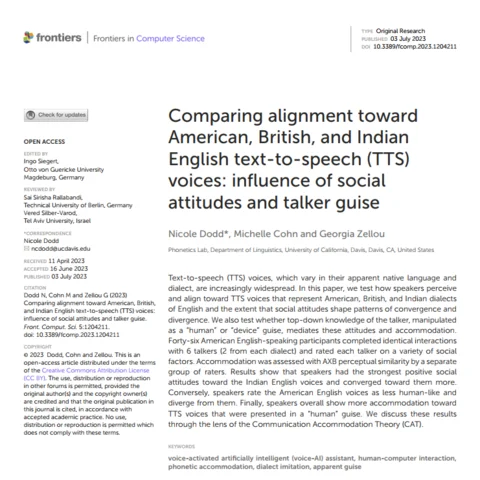 frontiers | Frontiers in Computer Science
TYPE Original Research
PUBLISHED 03 July 2023
DOI 10.3389/fcomp.2023.1204211
Check for updates
OPEN ACCESS
EDITED BY
Ingo Siegert,
Otto von Guericke University
Magdeburg, Germany
REVIEWED BY
Sai Sirisha Rallabandi,
Technical University of Berlin, Germany
Vered Silber-Varod,
Tel Aviv University, Israel
*CORRESPONDENCE
Nicole Dodd
ncdodd@ucdavis.edu
RECEIVED 11 April 2023
ACCEPTED 16 June 2023
PUBLISHED 03 July 2023
CITATION
Dodd N, Cohn M and Zellou G (2023)
Comparing alignment toward American, British,
and Indian English text-to-speech (TTS) voices:
influence of social attitudes and talker guise.
Front. Comput. Sci. 5:1204211.
doi: 10.3389/fcomp.2023.1204211
COPYRIGHT
© 2023 Dodd, Cohn and Zellou. This is an
open-access article distributed under the terms
of the Creative Commons Attribution License
(CC BY). The use, distribution or reproduction
in other forums is permitted, provided the
original author(s) and the copyright owner(s)
are credited and that the original publication in
this journal is cited, in accordance with
accepted academic practice. No use,
distribution or reproduction is permitted which
does not comply with these terms.
Comparing alignment toward
American, British, and Indian
English text-to-speech (TTS)
voices: influence of social
attitudes and talker guise
Nicole Dodd*, Michelle Cohn and Georgia Zellou
Phonetics Lab, Department of Linguistics, University of California, Davis, Davis, CA, United States
Text-to-speech (TTS) voices, which vary in their apparent native language and
dialect, are increasingly widespread. In this paper, we test how speakers perceive
and align toward TTS voices that represent American, British, and Indian dialects
of English and the extent that social attitudes shape patterns of convergence and
divergence. We also test whether top-down knowledge of the talker, manipulated
as a "human" or "device" guise, mediates these attitudes and accommodation.
Forty-six American English-speaking participants completed identical interactions
with 6 talkers (2 from each dialect) and rated each talker on a variety of social
factors. Accommodation was assessed with AXB perceptual similarity by a separate
group of raters. Results show that speakers had the strongest positive social
attitudes toward the Indian English voices and converged toward them more.
Conversely, speakers rate the American English voices as less human-like and
diverge from them. Finally, speakers overall show more accommodation toward
TTS voices that were presented in a "human" guise. We discuss these results
through the lens of the Communication Accommodation Theory (CAT).
KEYWORDS
voice-activated artificially intelligent (voice-AI) assistant, human-computer interaction,
phonetic accommodation, dialect imitation, apparent guise